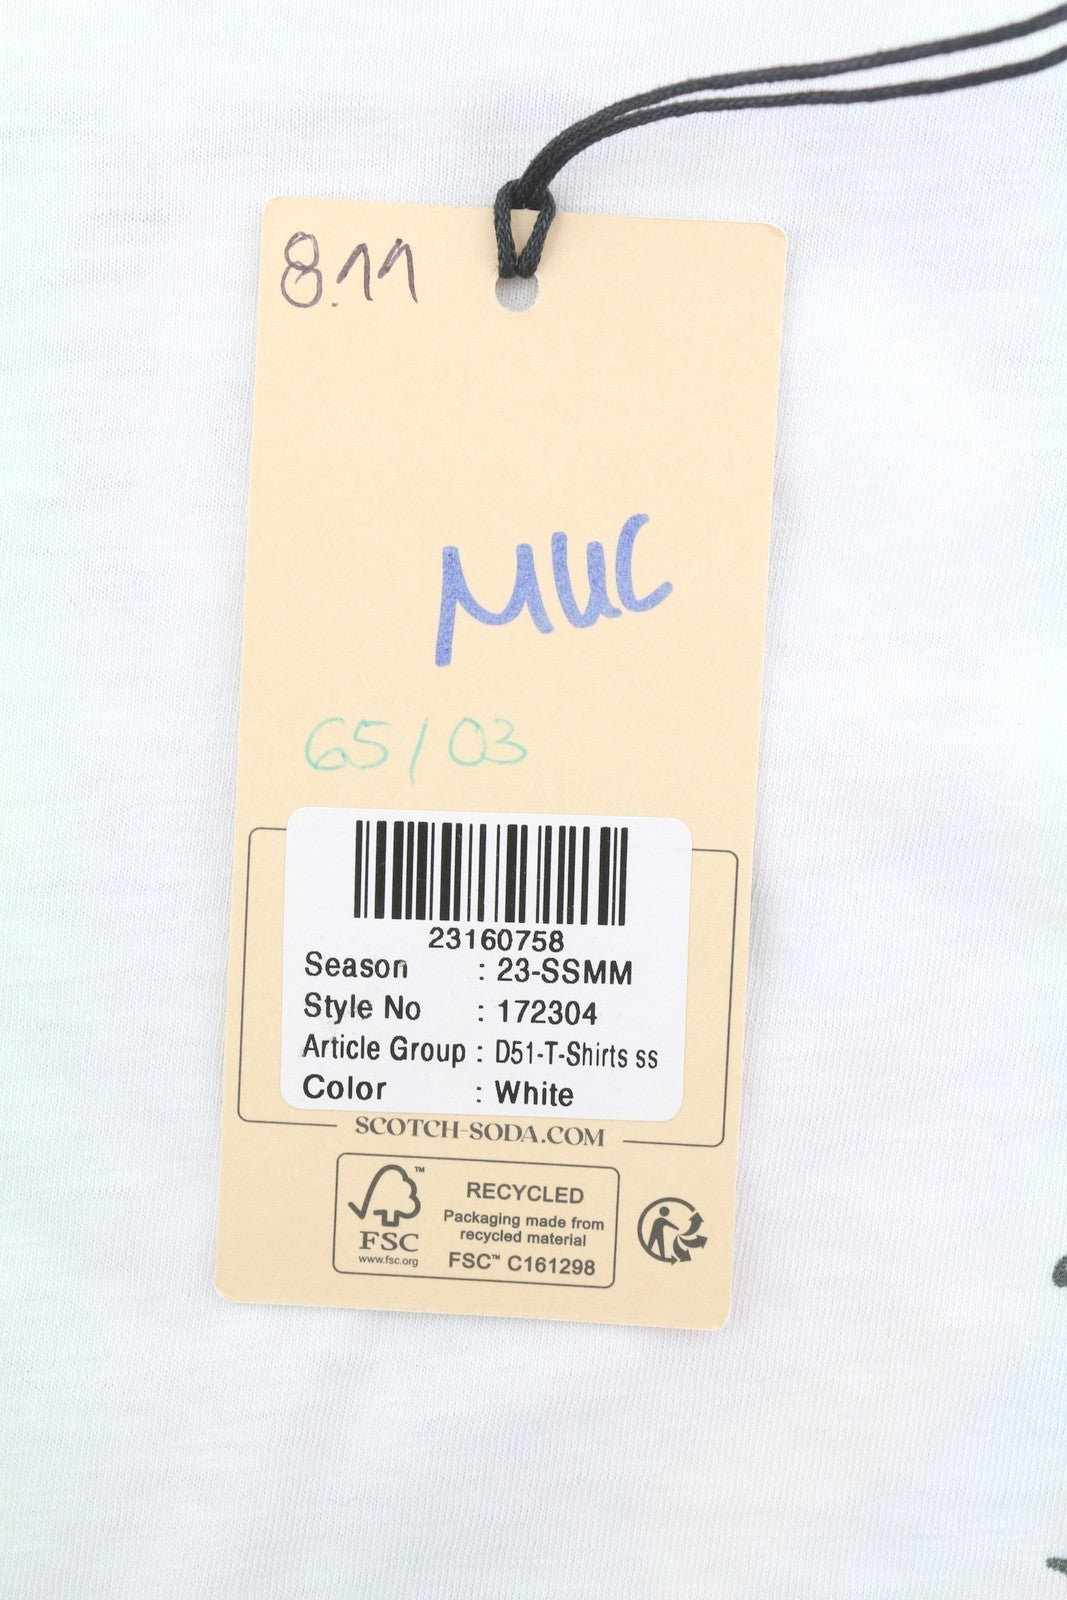 8.11
MUC
65/03
23160758
Season : 23-SSMM
Style No : 172304
Article Group : D51-T-Shirts ss
Color : White
SCOTCH-SODA.COM
FSC™
www.fsc.org
RECYCLED
Packaging made from
recycled material
FSC™ C161298